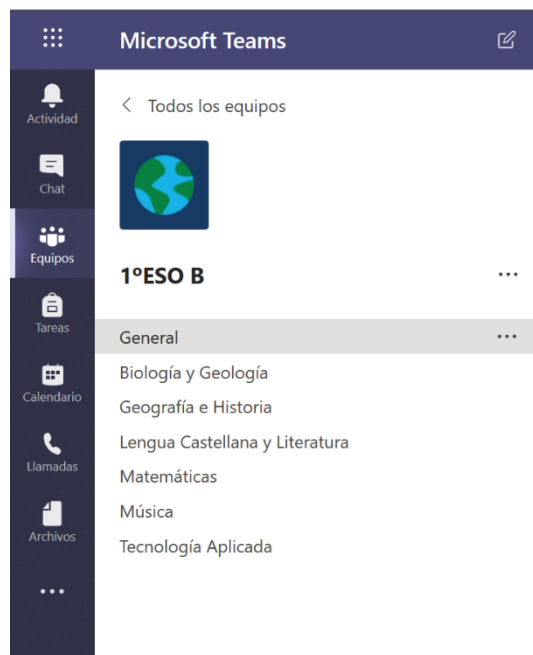 Microsoft Teams
Actividad
Chat
Equipos
Tareas
Calendario
Llamadas
Archivos
Todos los equipos
1ºESO B
General
Biología y Geología
Geografía e Historia
Lengua Castellana y Literatura
Matemáticas
Música
Tecnología Aplicada